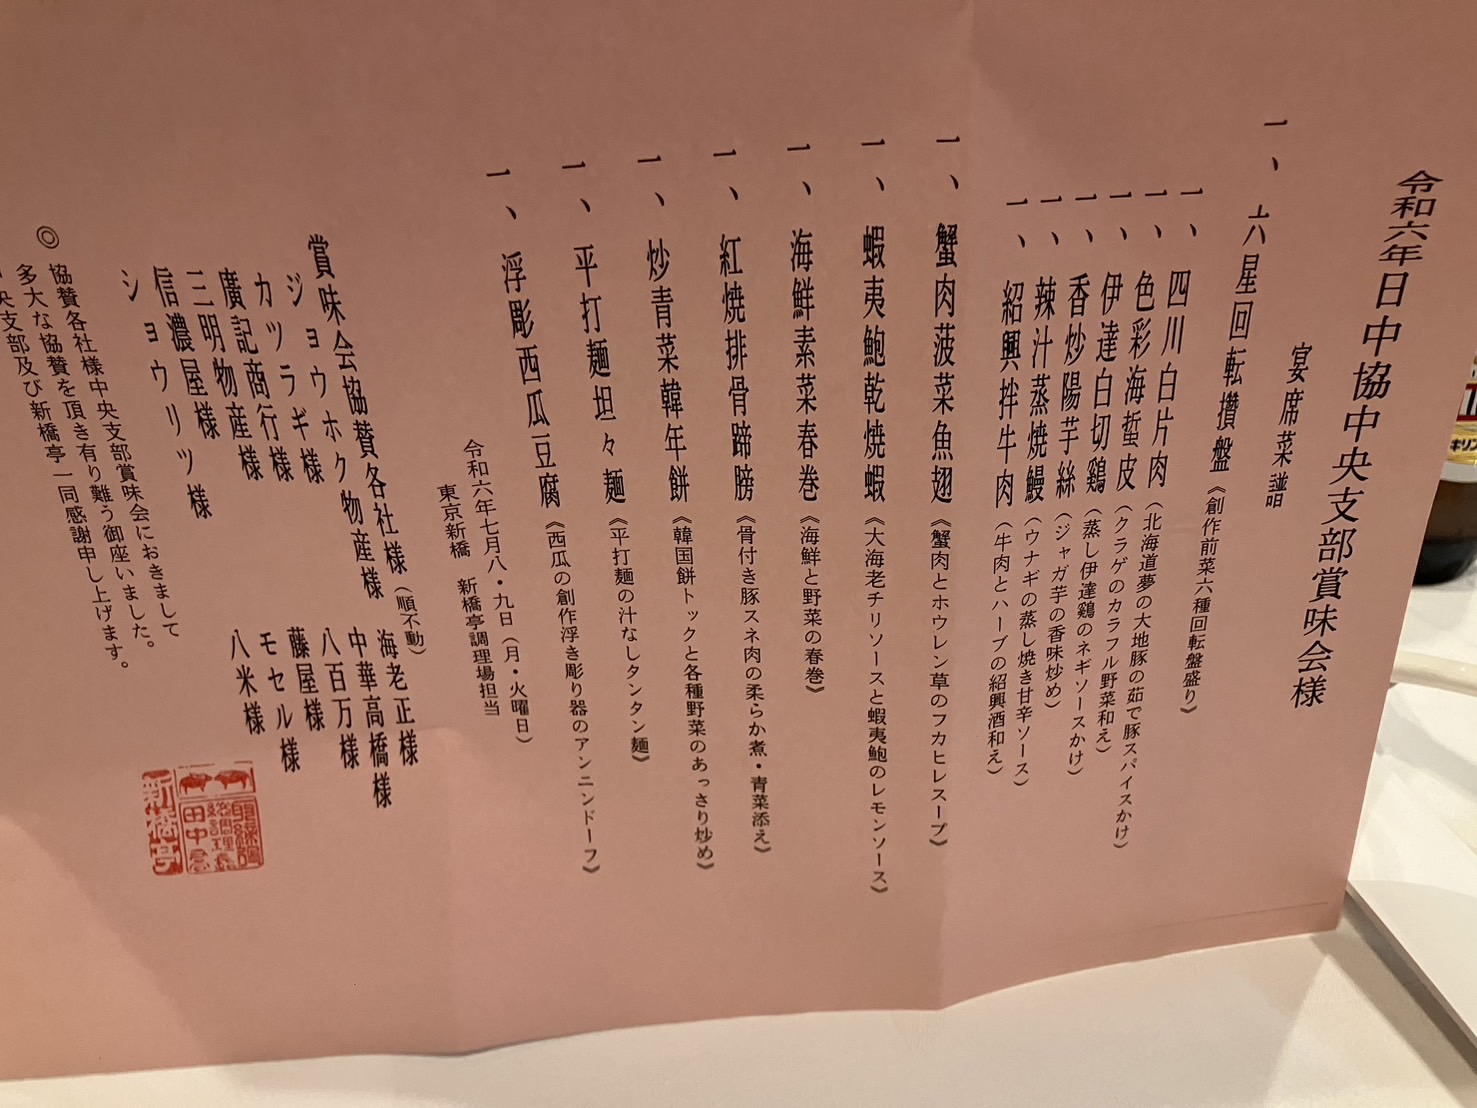 令和六年日中協中央支部賞味会様
宴席菜譜
一、六星回転攢盤《創作前菜六種回転盤盛り》
一、四川白片肉（北海道夢の大地豚の茹で豚スパイスかけ）
一、色彩海蜇皮（クラゲのカラフル野菜和え）
一、伊達白切鶏（蒸し伊達鶏のネギソースかけ）
一、香炒陽芋絲（ジャガ芋の香味炒め）
一、辣汁蒸焼鰻（ウナギの蒸し焼き甘辛ソース）
一、紹興拌牛肉（牛肉とハーブの紹興酒和え）
一、蟹肉菠菜魚翅《蟹肉とホウレン草のフカヒレスープ》
一、蝦夷鮑乾焼蝦《大海老チリソースと蝦夷鮑のレモンソース》
一、海鮮素菜春巻《海鮮と野菜の春巻》
一、紅焼排骨蹄膀《骨付き豚スネ肉の柔らか煮・青菜添え》
一、炒青菜韓年餅《韓国餅トックと各種野菜のあっさり炒め》
一、平打麺坦々麺《平打麺の汁なしタンタン麺》
一、浮彫西瓜豆腐《西瓜の創作浮き彫り器のアンニンドーフ》
令和六年七月八・九日（月・火曜日）
東京新橋　新橋亭調理場担当
賞味会協賛各社様（順不動）
ジョウホク物産様
カツラギ様
廣記商行様
三明物産様
信濃屋様
ショウリツ様
海老正様
中華高橋様
八百万様
藤屋様
モセル様
八米様
◎協賛各社様中央支部賞味会におきまして
多大な協賛を頂き有り難う御座いました。
央支部及び新橋亭一同感謝申し上げます。
総調理長
田中
新橋亭
キリン